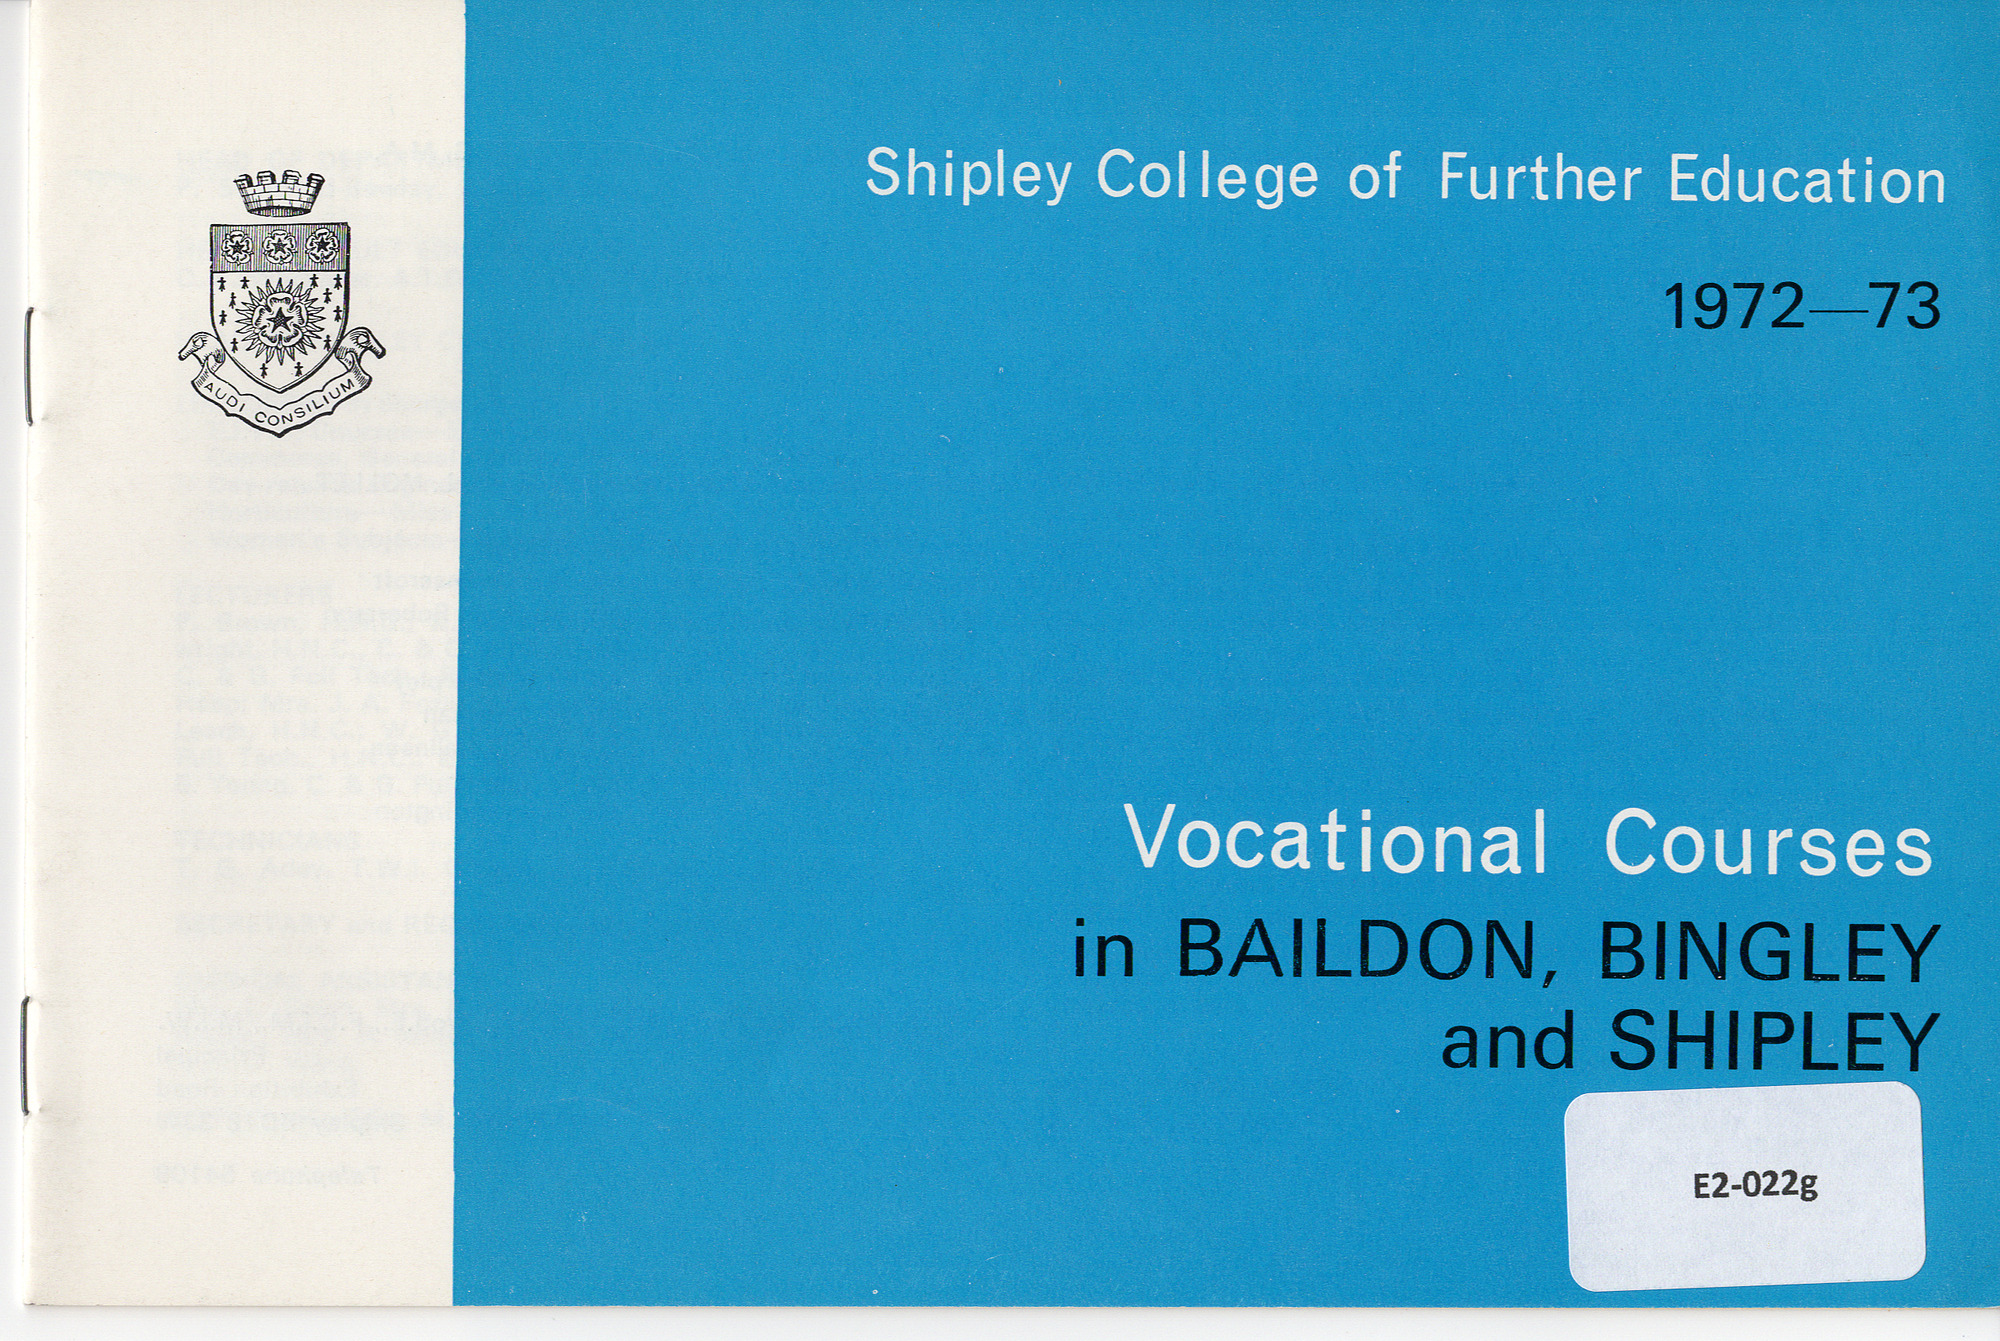 AUDI CONSILIUM
Shipley College of Further Education
1972—73
Vocational Courses
in BAILDON, BINGLEY
and SHIPLEY
E2-022g